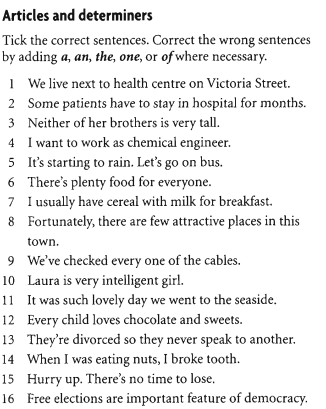 Articles and determiners
Tick the correct sentences. Correct the wrong sentences
by adding a, an, the, one, or of where necessary.
1 We live next to health centre on Victoria Street.
2 Some patients have to stay in hospital for months.
3 Neither of her brothers is very tall.
4 I want to work as chemical engineer.
5 It's starting to rain. Let's go on bus.
6 There's plenty food for everyone.
7 I usually have cereal with milk for breakfast.
8 Fortunately, there are few attractive places in this
town.
9 We've checked every one of the cables.
10 Laura is very intelligent girl.
11 It was such lovely day we went to the seaside.
12 Every child loves chocolate and sweets.
13 They're divorced so they never speak to another.
14 When I was eating nuts, I broke tooth.
15 Hurry up. There's no time to lose.
16 Free elections are important feature of democracy.